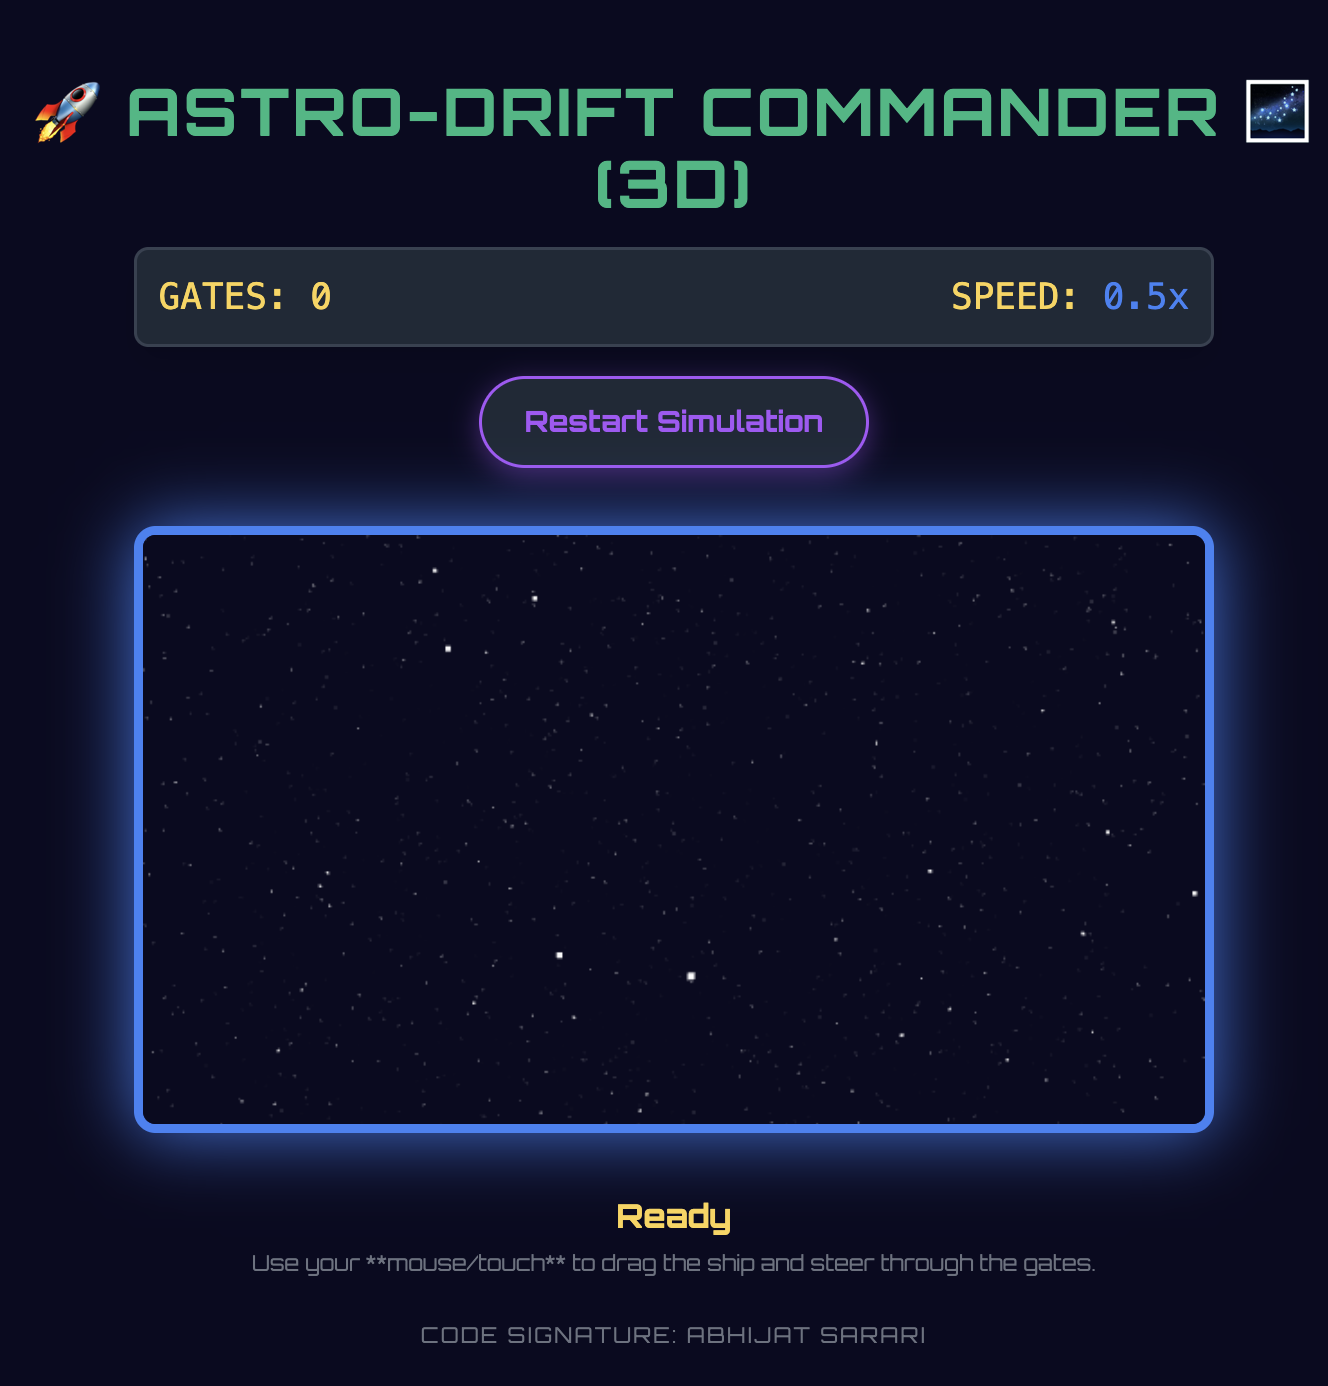 🚀 ASTRO-DRIFT COMMANDER 🌌
(3D)
GATES: 0 SPEED: 0.5x
Restart Simulation
Ready
Use your **mouse/touch** to drag the ship and steer through the gates.
CODE SIGNATURE: ABHIJAT SARARI